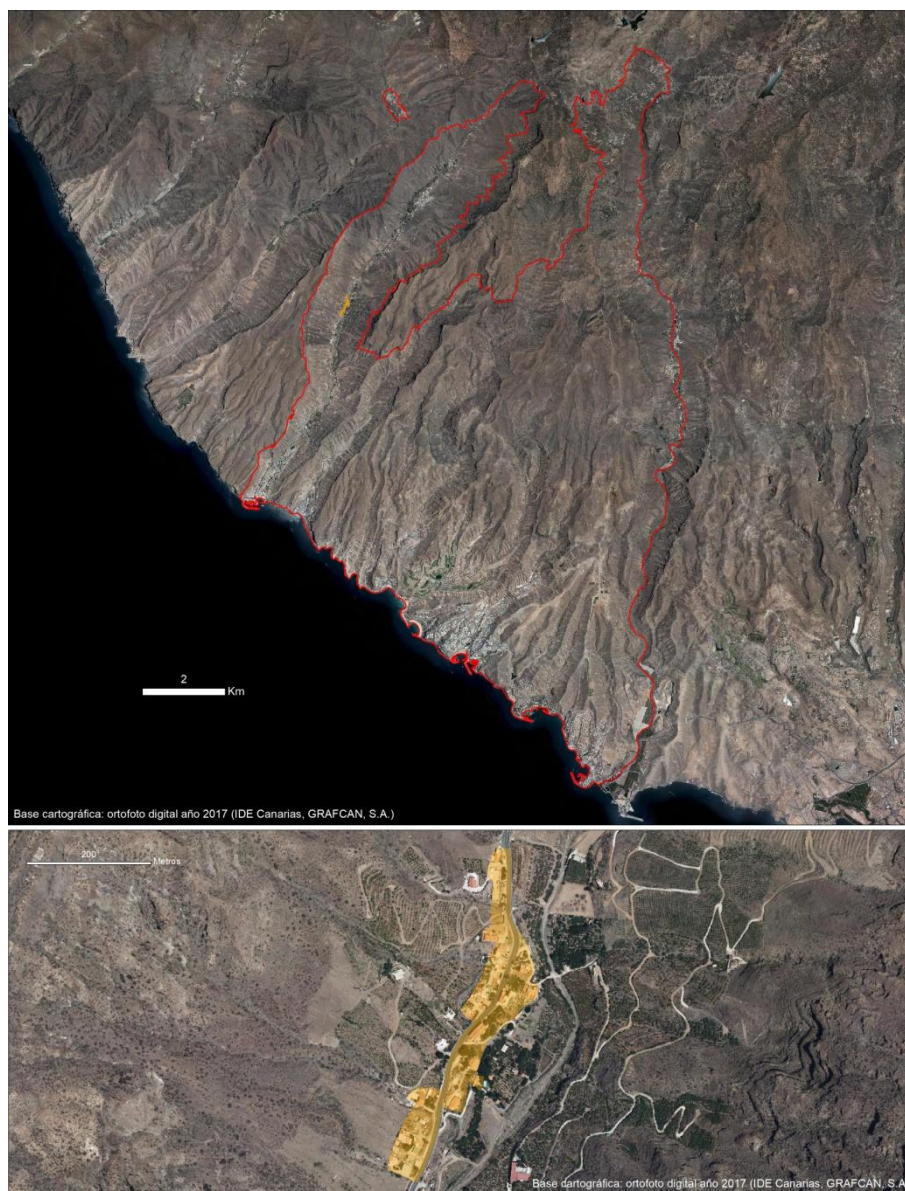 2
Km
Base cartográfica: ortofoto digital año 2017 (IDE Canarias, GRAFCAN, S.A.)
200
Metros
Base cartográfica: ortofoto digital año 2017 (IDE Canarias, GRAFCAN, S.A